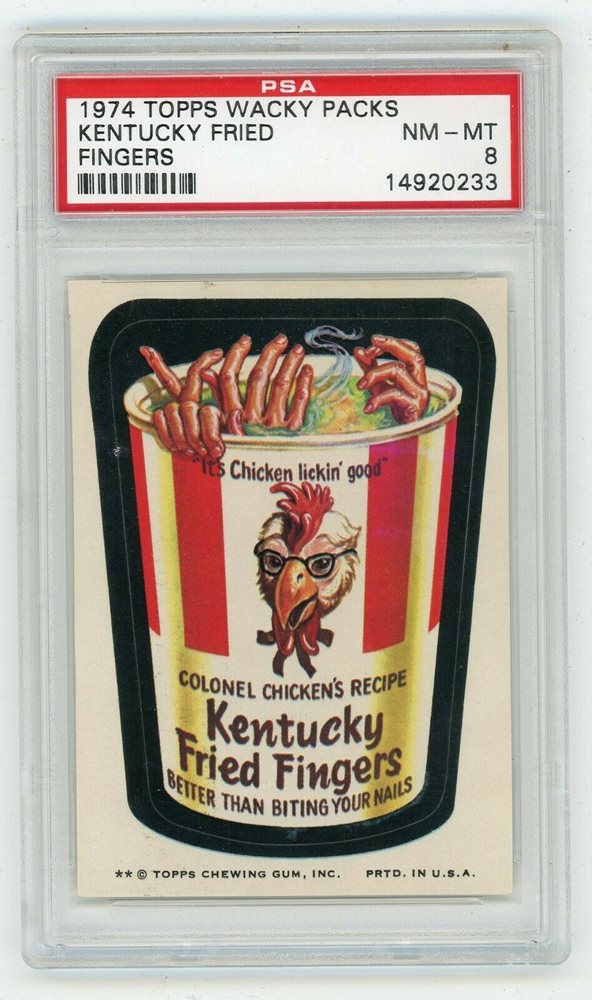 PSA
1974 TOPPS WACKY PACKS
KENTUCKY FRIED NM-MT
FINGERS 8
14920233
"It's Chicken lickin' good"
COLONEL CHICKEN'S RECIPE
Kentucky
Fried Fingers
BETTER THAN BITING YOUR NAILS
** © TOPPS CHEWING GUM, INC. PRTD. IN U.S.A.